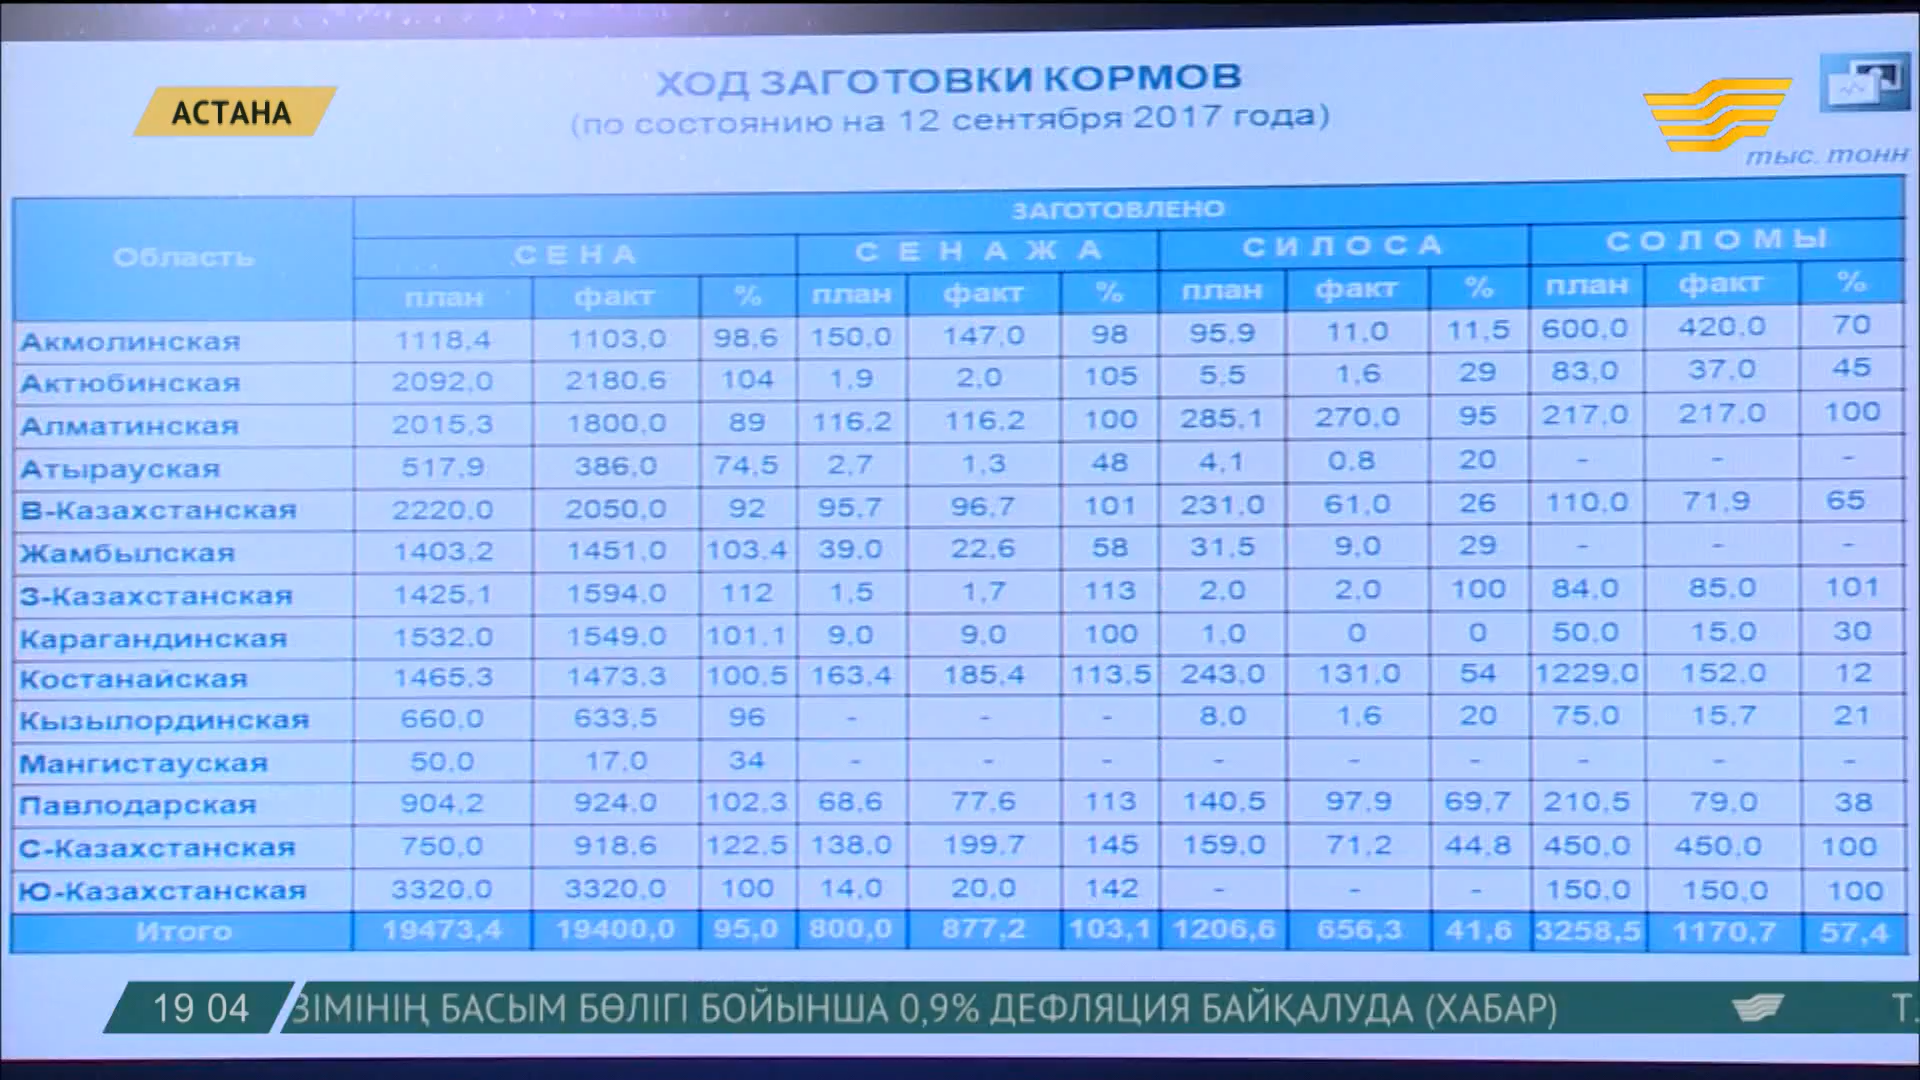 ХОД ЗАГОТОВКИ КОРМОВ
АСТАНА
(по состоянию на 12 сентября 2017 года)
тыс. тонн
Область ЗАГОТОВЛЕНО
СЕНА СЕНАЖА СИЛОСА СОЛОМЫ
план факт % план факт % план факт % план факт %
Акмолинская 1118,4 1103,0 98,6 150,0 147,0 98 95,9 11,0 11,5 600,0 420,0 70
Актюбинская 2092,0 2180,6 104 1,9 2,0 105 5,5 1,6 29 83,0 37,0 45
Алматинская 2015,3 1800,0 89 116,2 116,2 100 285,1 270,0 95 217,0 217,0 100
Атырауская 517,9 386,0 74,5 2,7 1,3 48 4,1 0,8 20 - - -
В-Казахстанская 2220,0 2050,0 92 95,7 96,7 101 231,0 61,0 26 110,0 71,9 65
Жамбылская 1403,2 1451,0 103,4 39,0 22,6 58 31,5 9,0 29 - - -
З-Казахстанская 1425,1 1594,0 112 1,5 1,7 113 2,0 2,0 100 84,0 85,0 101
Карагандинская 1532,0 1549,0 101,1 9,0 9,0 100 1,0 0 0 50,0 15,0 30
Костанайская 1465,3 1473,3 100,5 163,4 185,4 113,5 243,0 131,0 54 1229,0 152,0 12
Кызылординская 660,0 633,5 96 - - - 8,0 1,6 20 75,0 15,7 21
Мангистауская 50,0 17,0 34 - - - - - - - - -
Павлодарская 904,2 924,0 102,3 68,6 77,6 113 140,5 97,9 69,7 210,5 79,0 38
С-Казахстанская 750,0 918,6 122,5 138,0 199,7 145 159,0 71,2 44,8 450,0 450,0 100
Ю-Казахстанская 3320,0 3320,0 100 14,0 20,0 142 - - - 150,0 150,0 100
Итого 19473,4 19400,0 95,0 800,0 877,2 103,1 1206,6 656,3 41,6 3258,5 1170,7 57,4
19 04 ЗІМІНІҢ БАСЫМ БӨЛІГІ БОЙЫНША 0,9% ДЕФЛЯЦИЯ БАЙҚАЛУДА (ХАБАР) Т.